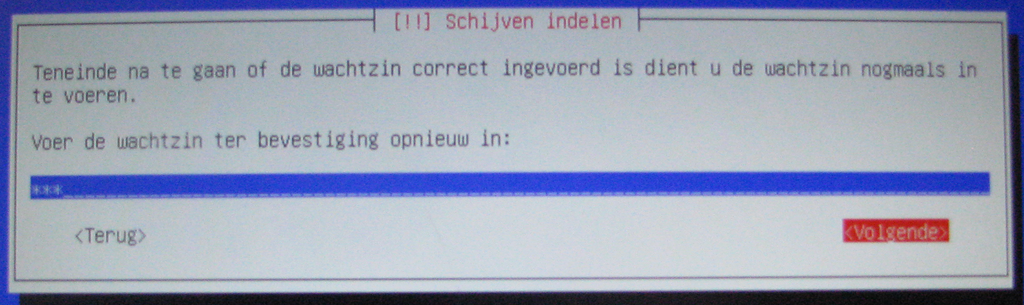 [!!] Schijven indelen
Teneinde na te gaan of de wachtzin correct ingevoerd is dient u de wachtzin nogmaals in
te voeren.
Voer de wachtzin ter bevestiging opnieuw in:
***
<Terug> <Volgende>